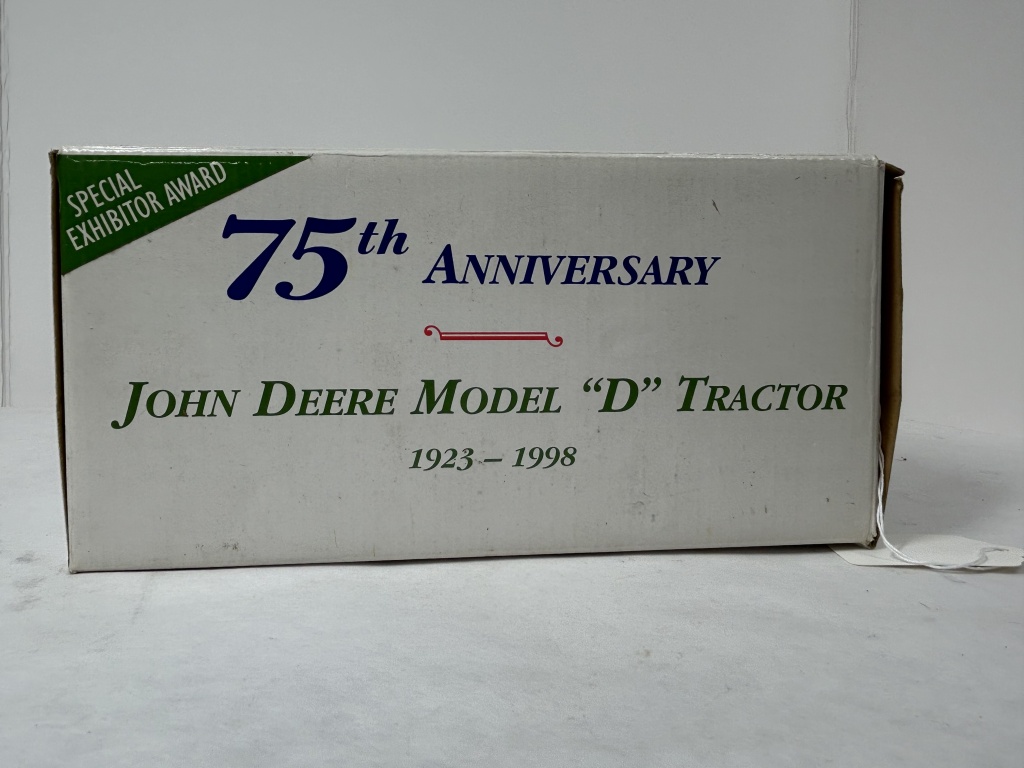 SPECIAL
EXHIBITOR AWARD
75th ANNIVERSARY
JOHN DEERE MODEL “D” TRACTOR
1923 – 1998